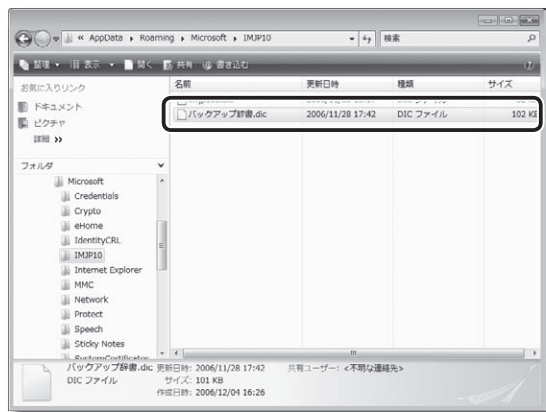 « AppData ▸ Roaming ▸ Microsoft ▸ IMJP10
検索
整理 表示 開く 共有 書き込む
お気に入りリンク
ドキュメント
ピクチャ
詳細 »
フォルダ
Microsoft
Credentials
Crypto
eHome
IdentityCRL
IMJP10
Internet Explorer
MMC
Network
Protect
Speech
Sticky Notes
名前 更新日時 種類 サイズ
バックアップ辞書.dic 2006/11/28 17:42 DIC ファイル 102 KB
バックアップ辞書.dic 更新日時: 2006/11/28 17:42 共有ユーザー: <不明な連絡先>
DIC ファイル サイズ: 101 KB
作成日時: 2006/12/04 16:26